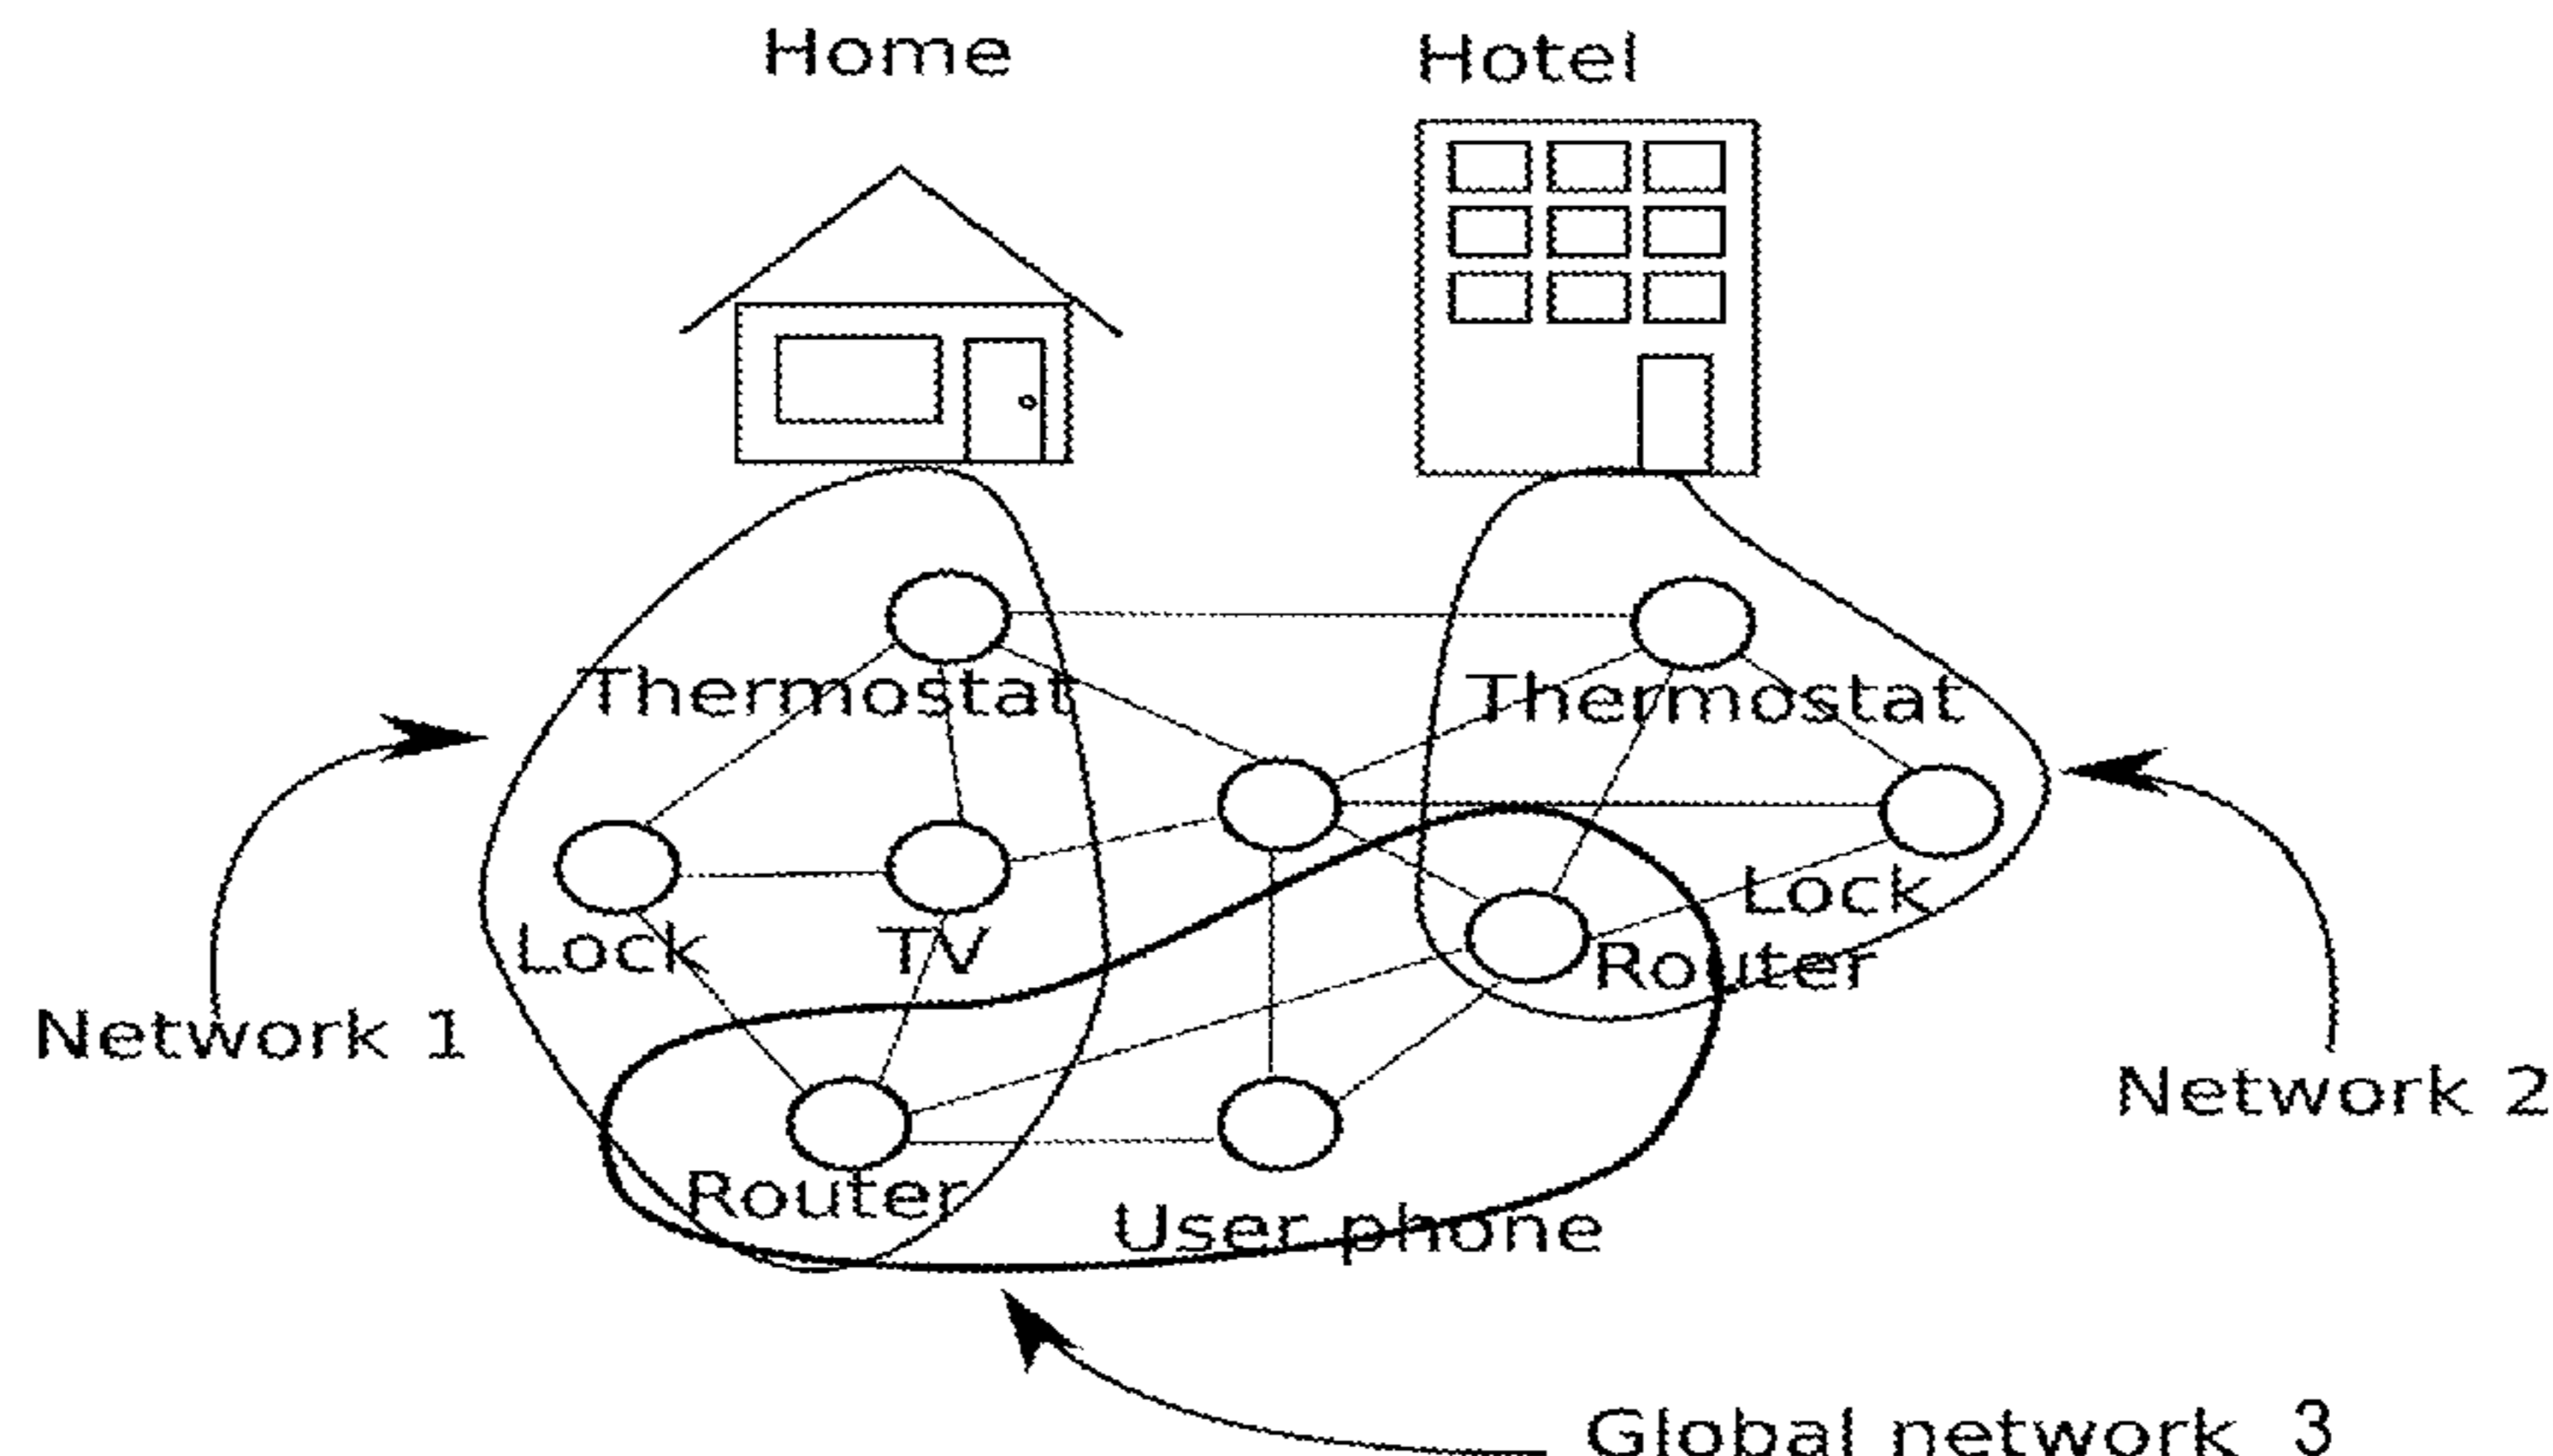 Home
Hotel
Thermostat
Thermostat
Lock
TV
Lock
Router
Network 1
Network 2
Router
User phone
Global network 3